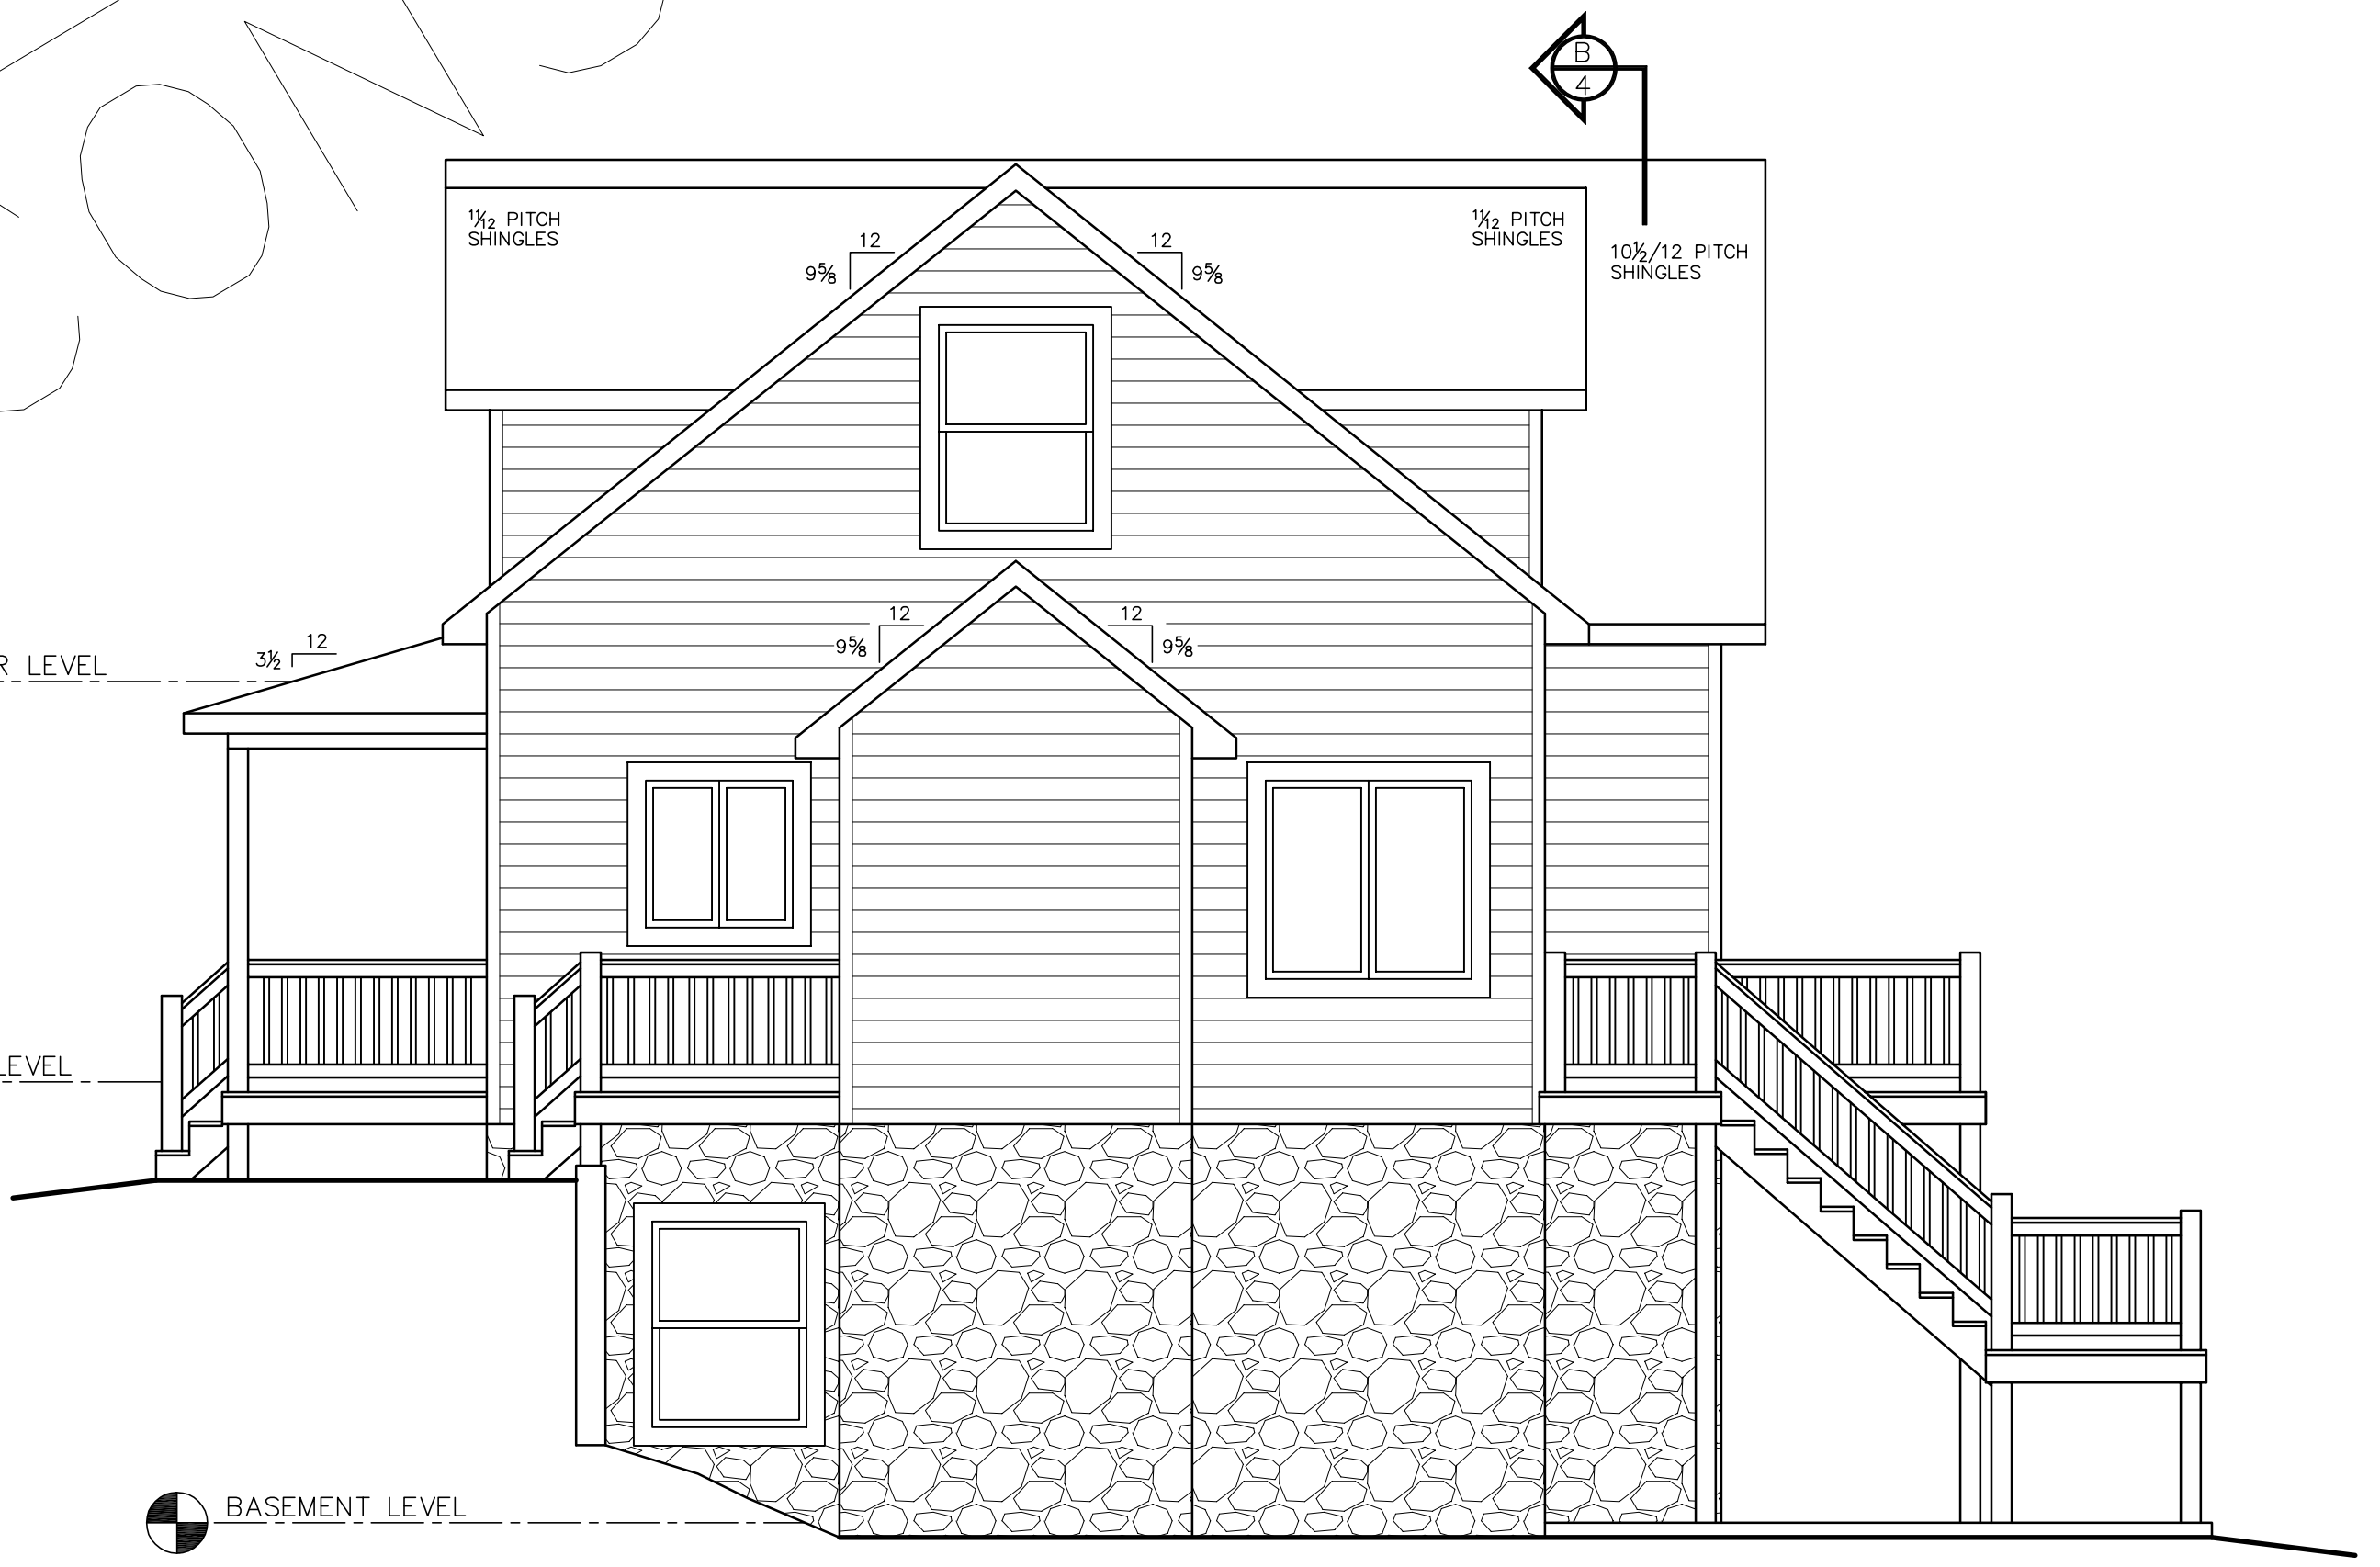 B
4
1½/12 PITCH
SHINGLES
12
9⅝
12
9⅝
1½/12 PITCH
SHINGLES
10½/12 PITCH
SHINGLES
12
9⅝
12
9⅝
12
3½
R LEVEL
LEVEL
BASEMENT LEVEL